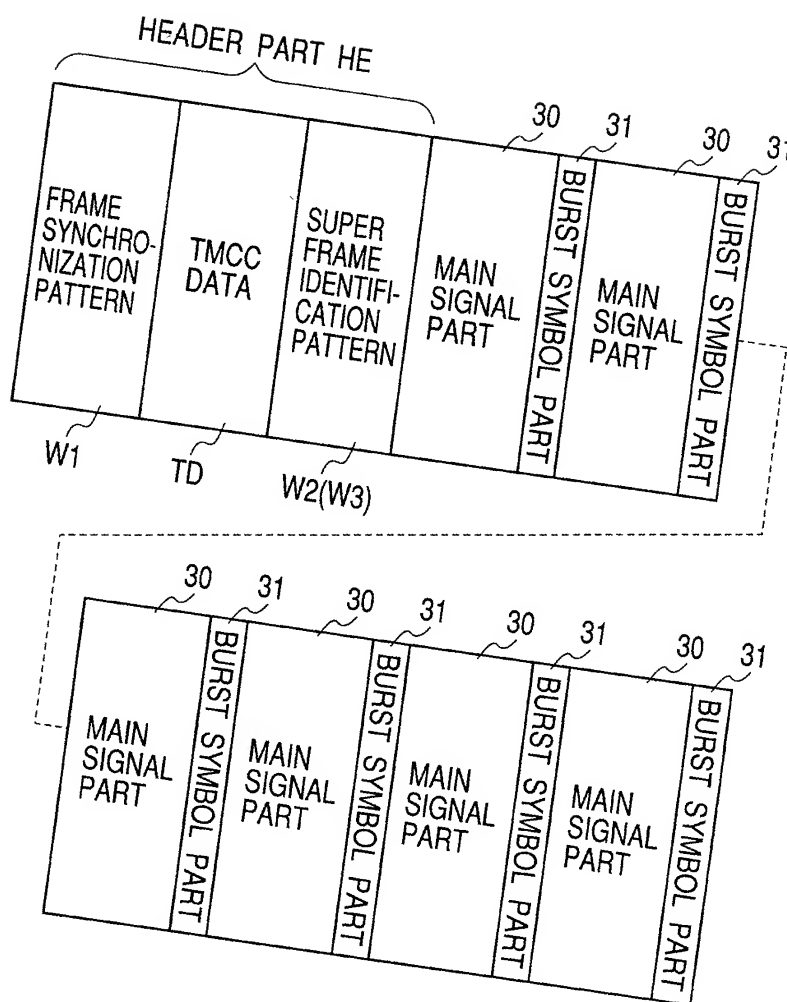 HEADER PART HE
30
31
30
31
FRAME
SYNCHRO-
NIZATION
PATTERN
TMCC
DATA
SUPER
FRAME
IDENTIFI-
CATION
PATTERN
MAIN
SIGNAL
PART
BURST SYMBOL PART
MAIN
SIGNAL
PART
BURST SYMBOL PART
W1
TD
W2(W3)
30
31
30
31
30
31
30
31
MAIN
SIGNAL
PART
BURST SYMBOL PART
MAIN
SIGNAL
PART
BURST SYMBOL PART
MAIN
SIGNAL
PART
BURST SYMBOL PART
MAIN
SIGNAL
PART
BURST SYMBOL PART